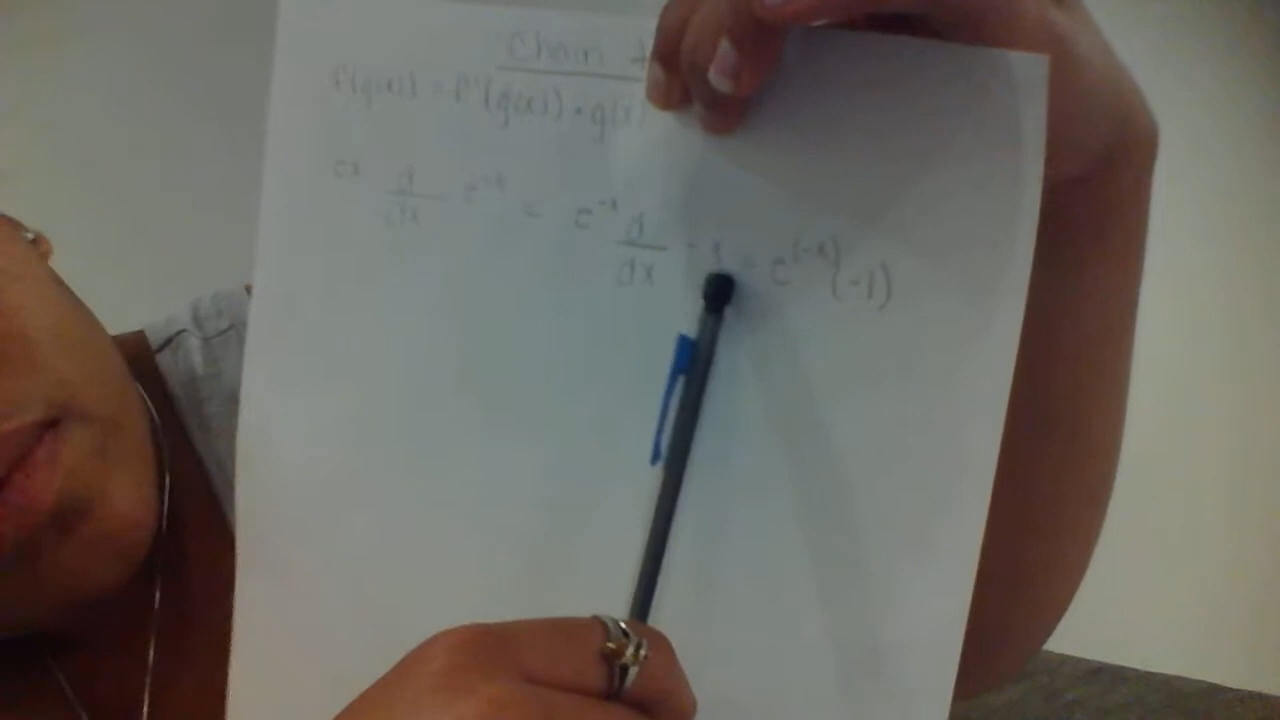 Chain
f(g(x)) = f'(g(x)) · g(x)
ex d/dx e^-x = e^-x d/dx -x = e^(-x)(-1)